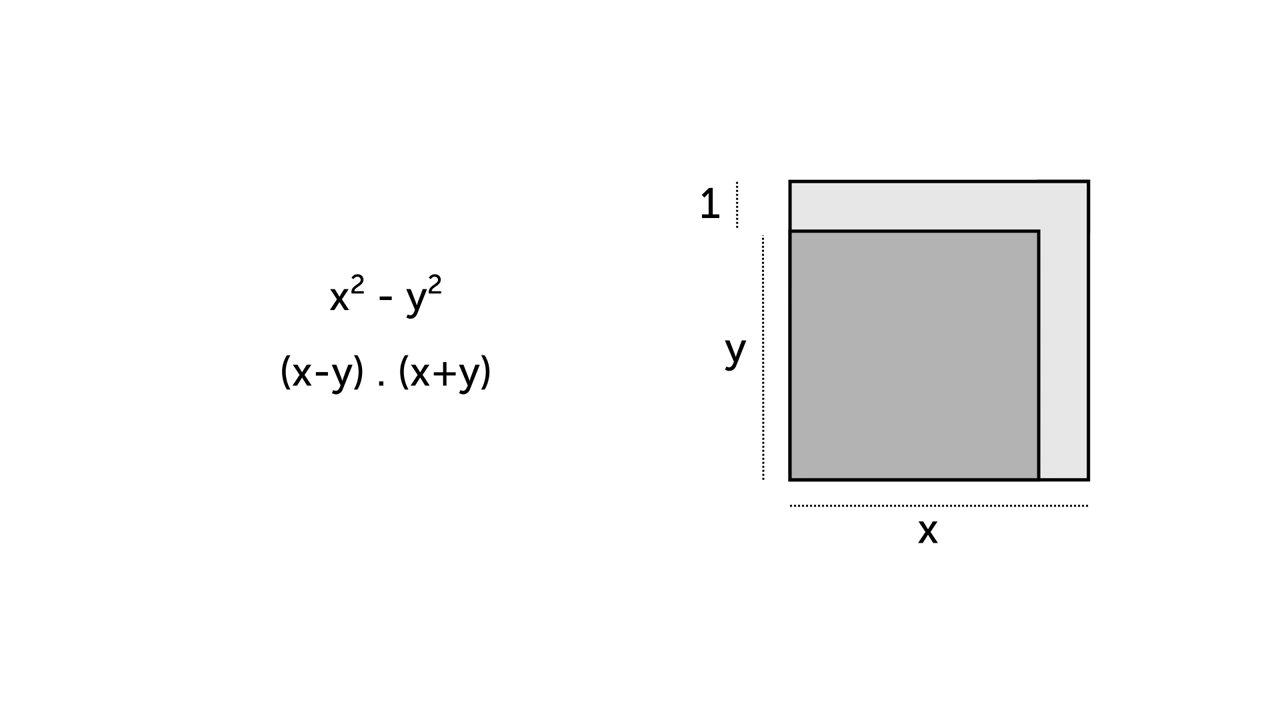 x² - y²
(x-y) . (x+y)
1
y
x